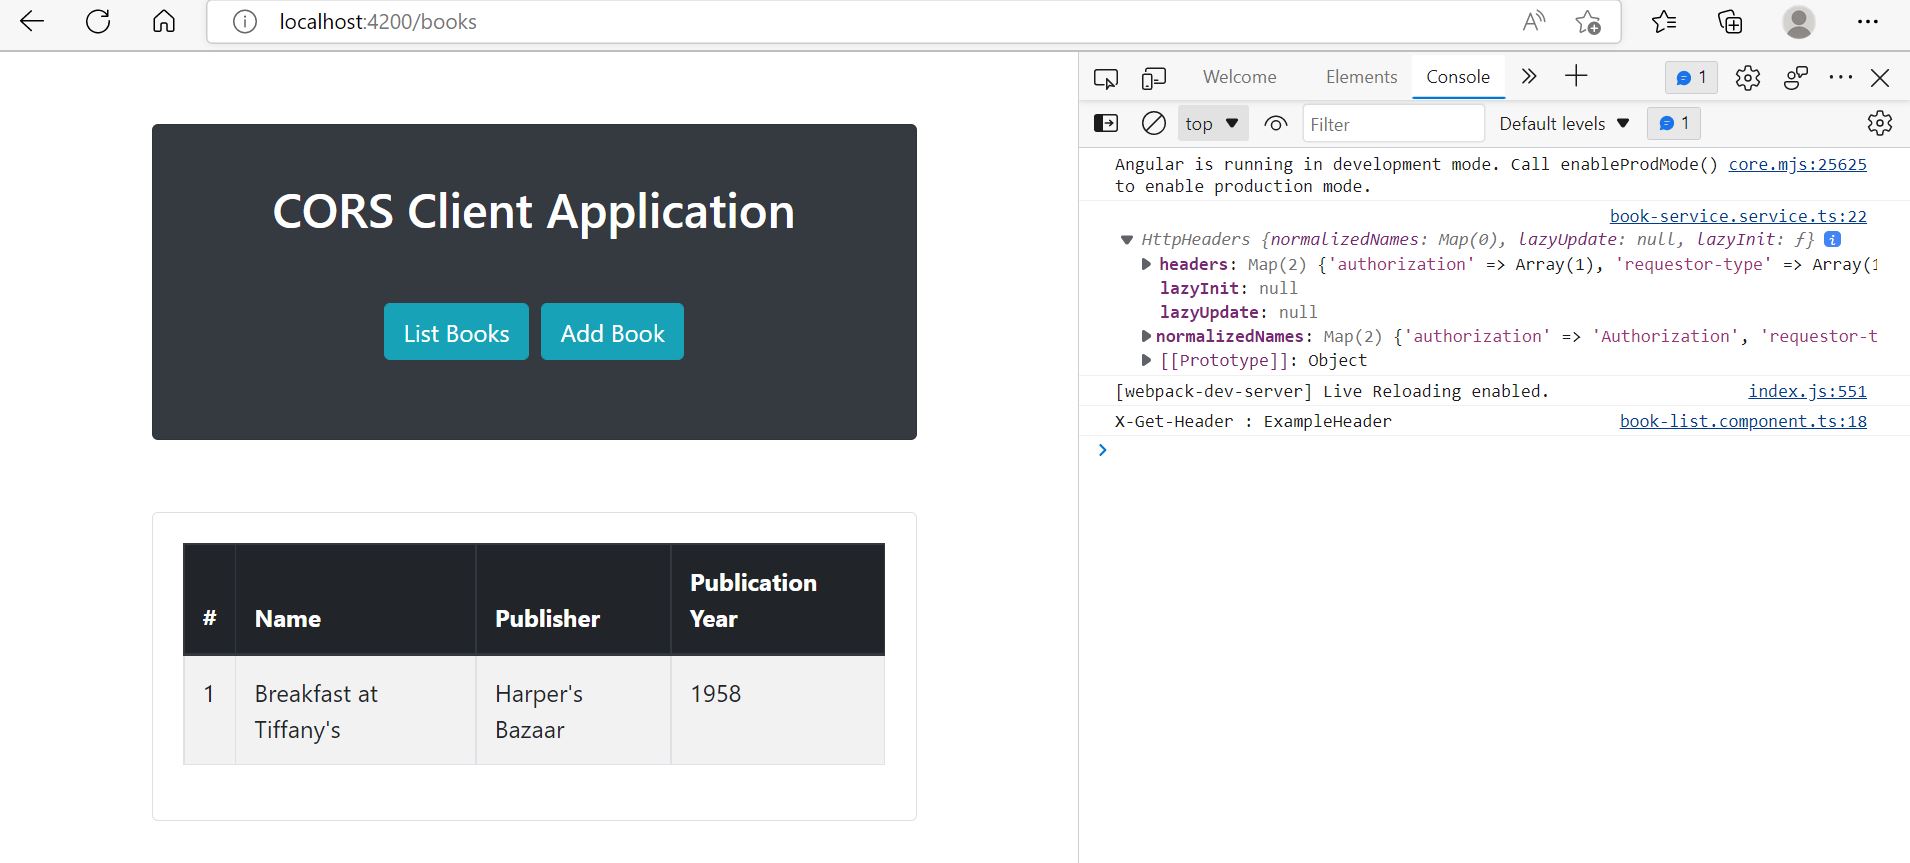 localhost:4200/books
CORS Client Application
List Books Add Book
# Name Publisher Publication Year
1 Breakfast at Tiffany's Harper's Bazaar 1958
Welcome Elements Console 1
top Filter Default levels 1
Angular is running in development mode. Call enableProdMode() core.mjs:25625
to enable production mode.
book-service.service.ts:22
HttpHeaders {normalizedNames: Map(0), lazyUpdate: null, lazyInit: ƒ} i
headers: Map(2) {'authorization' => Array(1), 'requestor-type' => Array(1
lazyInit: null
lazyUpdate: null
normalizedNames: Map(2) {'authorization' => 'Authorization', 'requestor-t
[[Prototype]]: Object
[webpack-dev-server] Live Reloading enabled. index.js:551
X-Get-Header : ExampleHeader book-list.component.ts:18